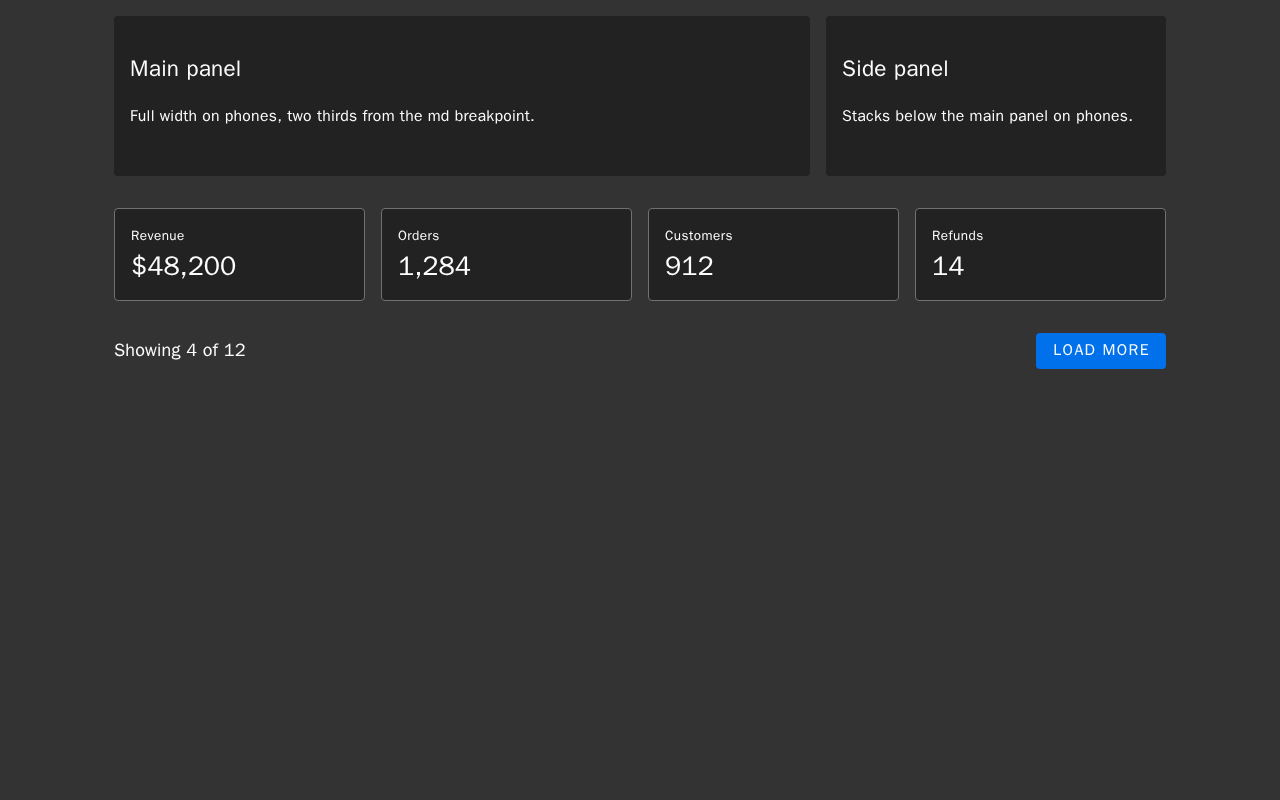 Main panel
Full width on phones, two thirds from the md breakpoint.
Side panel
Stacks below the main panel on phones.
Revenue
$48,200
Orders
1,284
Customers
912
Refunds
14
Showing 4 of 12
LOAD MORE